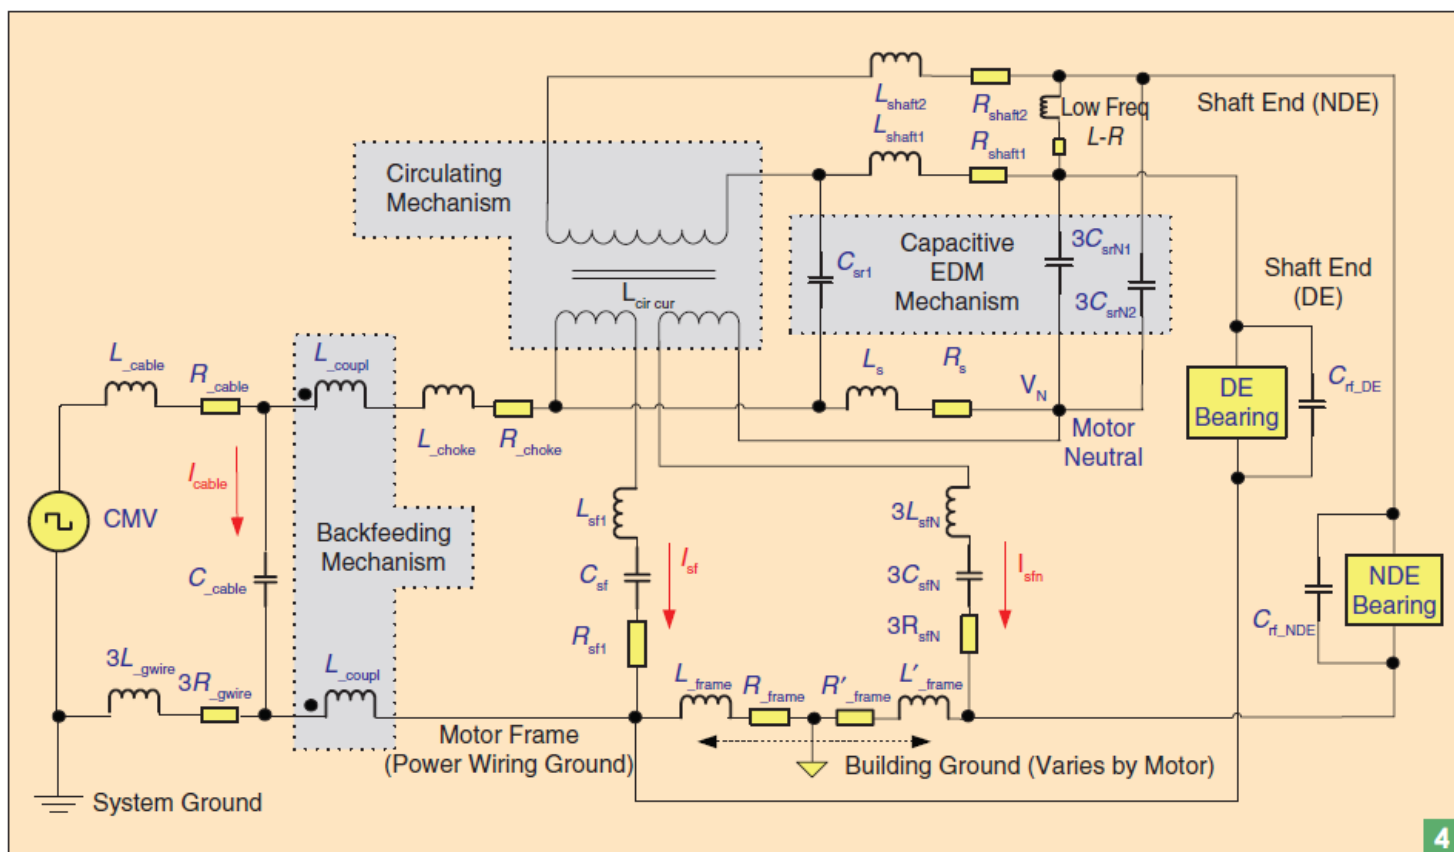 L_shaft2
R_shaft2
Low Freq
L-R
Shaft End (NDE)
L_shaft1
R_shaft1
Circulating
Mechanism
Capacitive
EDM
Mechanism
C_sr1
3C_srN1
3C_srN2
Shaft End
(DE)
L_cir cur
L_cable
R_cable
L_coupl
L_choke
R_choke
L_s
R_s
V_N
Motor
Neutral
DE
Bearing
C_rf_DE
I_cable
CMV
Backfeeding
Mechanism
C_cable
L_sf1
C_sf
R_sf1
I_sf
3L_sfN
3C_sfN
3R_sfN
I_sfn
NDE
Bearing
C_rf_NDE
3L_gwire
3R_gwire
L_coupl
L_frame
R_frame
R′_frame
L′_frame
Motor Frame
(Power Wiring Ground)
Building Ground (Varies by Motor)
System Ground
4